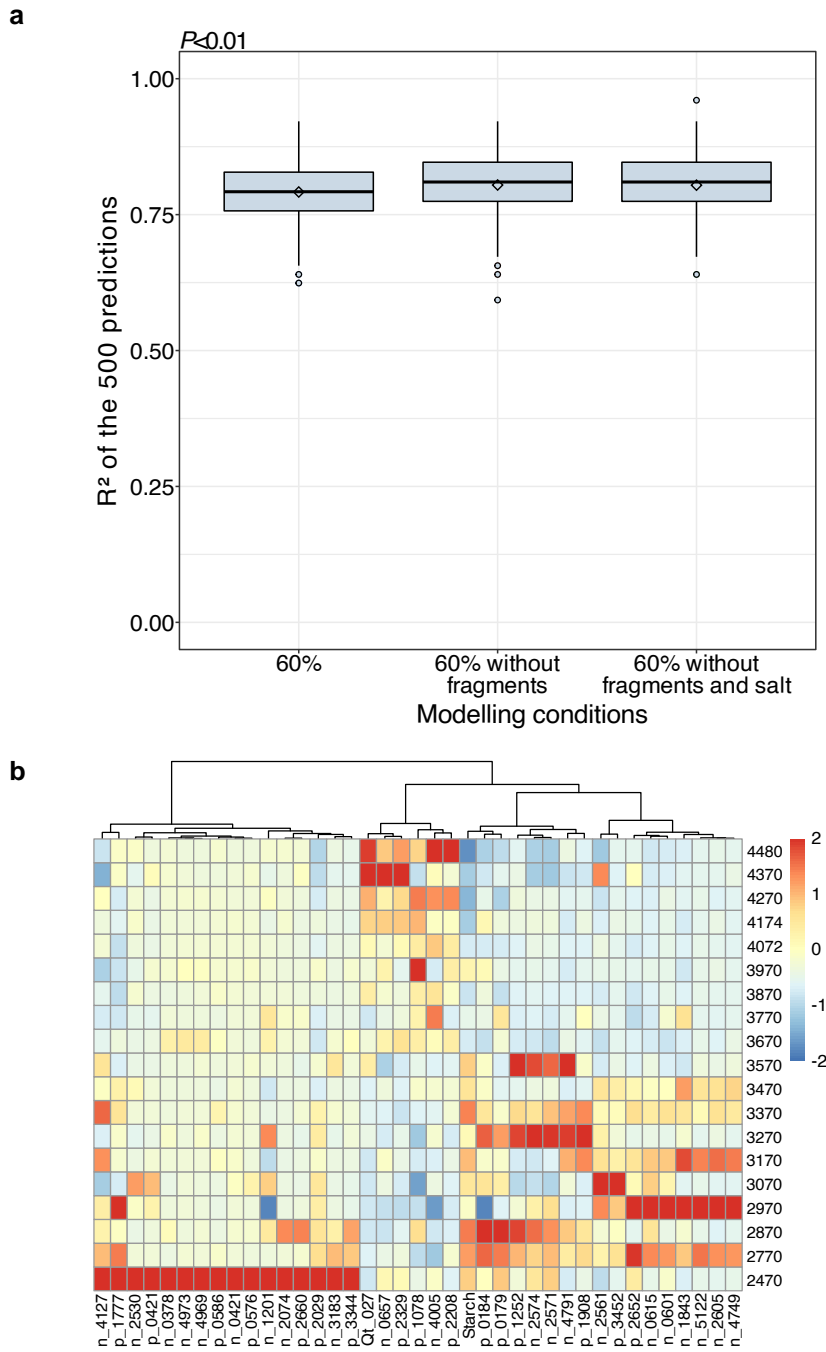 a
P<0.01
1.00
0.75
0.50
0.25
0.00
R² of the 500 predictions
60%
60% without
fragments
60% without
fragments and salt
Modelling conditions
b
4480
4370
4270
4174
4072
3970
3870
3770
3670
3570
3470
3370
3270
3170
3070
2970
2870
2770
2470
2
1
0
-1
-2
n_4127
p_1777
n_2530
p_0421
n_0378
n_4973
n_4969
p_0586
n_0421
p_0576
n_1201
n_2074
p_2660
p_2029
n_3183
p_3344
Qt_027
n_0657
p_2329
p_1078
n_4005
p_2208
Starch
p_0184
p_0179
p_1252
n_2574
n_2571
n_4791
p_1908
n_2561
p_3452
p_2652
n_0615
n_0601
n_1843
n_5122
n_2605
n_4749